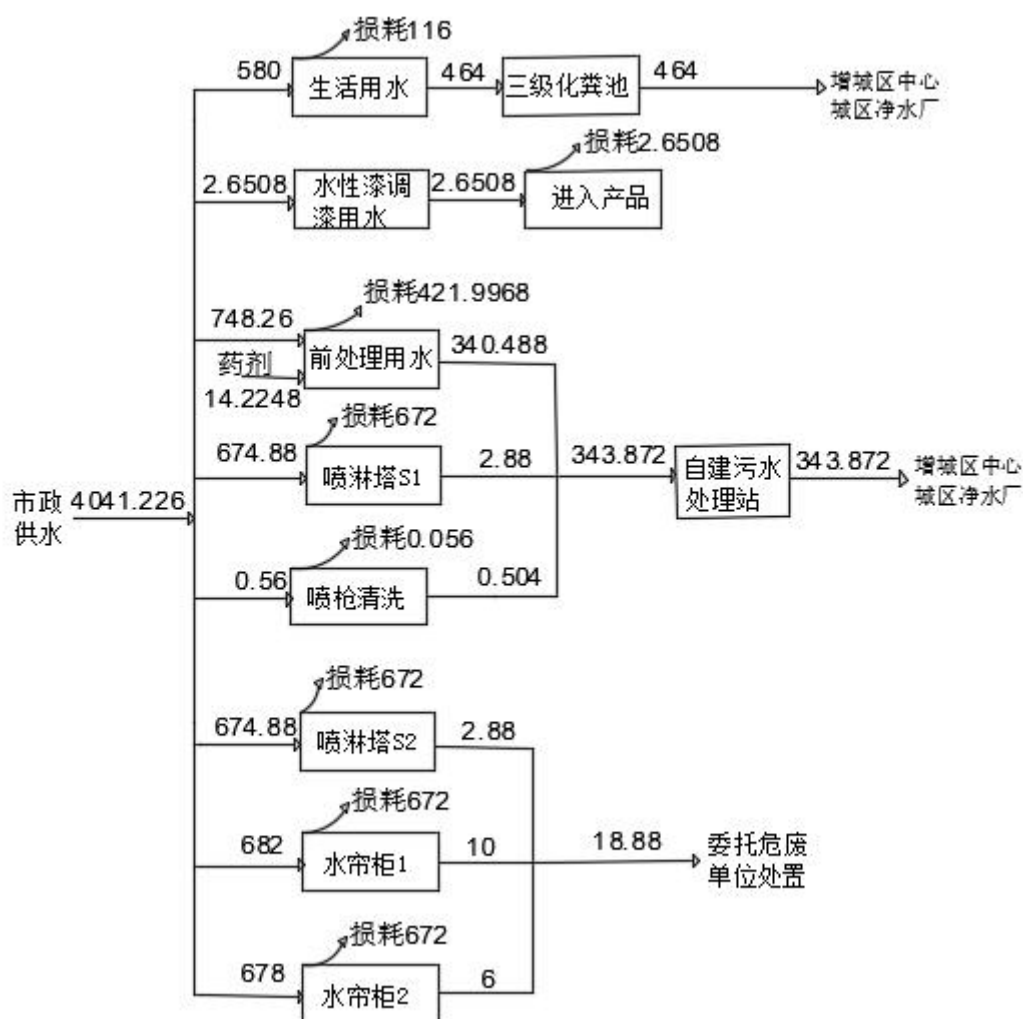 损耗116
580
生活用水
464
三级化粪池
464
增城区中心
城区净水厂
损耗2.6508
2.6508
水性漆调
漆用水
2.6508
进入产品
损耗421.9968
748.26
前处理用水
340.488
药剂
14.2248
损耗672
674.88
喷淋塔S1
2.88
343.872
自建污水
处理站
343.872
增城区中心
城区净水厂
市政
供水
4041.226
损耗0.056
0.56
喷枪清洗
0.504
损耗672
674.88
喷淋塔S2
2.88
损耗672
682
水帘柜1
10
18.88
委托危废
单位处置
损耗672
678
水帘柜2
6